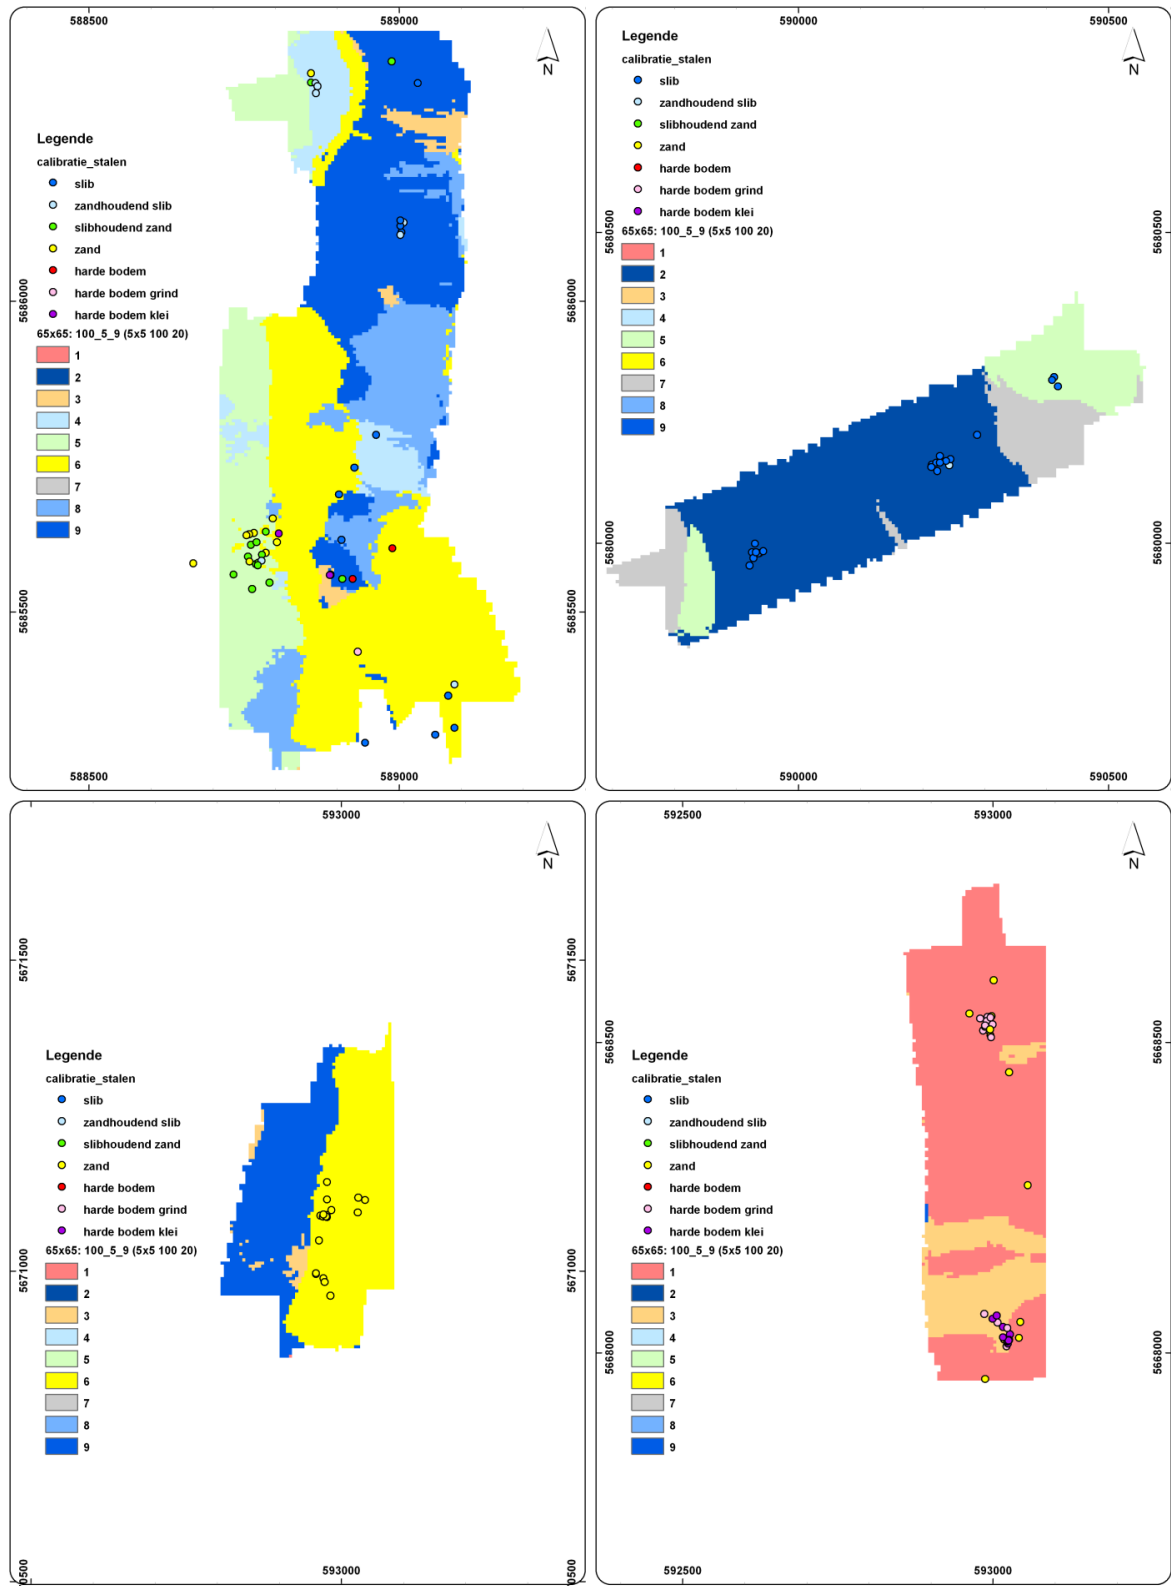 588500
589000
N
Legende
calibratie_stalen
slib
zandhoudend slib
slibhoudend zand
zand
harde bodem
harde bodem grind
harde bodem klei
65x65: 100_5_9 (5x5 100 20)
1
2
3
4
5
6
7
8
9
5686000
5686000
5685500
5685500
588500
589000
590000
590500
N
Legende
calibratie_stalen
slib
zandhoudend slib
slibhoudend zand
zand
harde bodem
harde bodem grind
harde bodem klei
65x65: 100_5_9 (5x5 100 20)
1
2
3
4
5
6
7
8
9
5680500
5680500
5680000
5680000
590000
590500
593000
N
5671500
5671500
Legende
calibratie_stalen
slib
zandhoudend slib
slibhoudend zand
zand
harde bodem
harde bodem grind
harde bodem klei
65x65: 100_5_9 (5x5 100 20)
1
2
3
4
5
6
7
8
9
5671000
5671000
0500
0500
593000
592500
593000
N
5668500
5668500
Legende
calibratie_stalen
slib
zandhoudend slib
slibhoudend zand
zand
harde bodem
harde bodem grind
harde bodem klei
65x65: 100_5_9 (5x5 100 20)
1
2
3
4
5
6
7
8
9
5668000
5668000
592500
593000